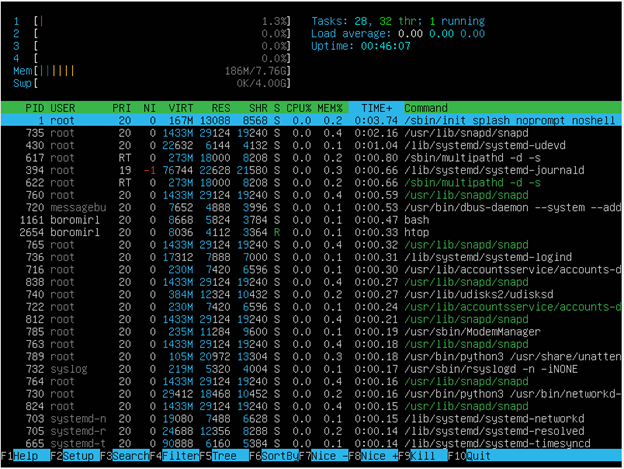 1 [| 1.3%] Tasks: 28, 32 thr; 1 running
2 [ 0.0%] Load average: 0.00 0.00 0.00
3 [ 0.0%] Uptime: 00:46:07
4 [ 0.0%]
Mem[|||||| 186M/7.76G]
Swp[ 0K/4.00G]
PID USER PRI NI VIRT RES SHR S CPU% MEM% TIME+ Command
1 root 20 0 167M 13088 8568 S 0.0 0.2 0:03.74 /sbin/init splash noprompt noshell
735 root 20 0 1433M 29124 19240 S 0.0 0.4 0:02.16 /usr/lib/snapd/snapd
430 root 20 0 22632 6144 4132 S 0.0 0.1 0:01.04 /lib/systemd/systemd-udevd
617 root RT 0 273M 18000 8208 S 0.0 0.2 0:00.80 /sbin/multipathd -d -s
394 root 19 -1 76744 22628 21580 S 0.0 0.3 0:00.66 /lib/systemd/systemd-journald
622 root RT 0 273M 18000 8208 S 0.0 0.2 0:00.66 /sbin/multipathd -d -s
760 root 20 0 1433M 29124 19240 S 0.0 0.4 0:00.59 /usr/lib/snapd/snapd
720 messagebu 20 0 7652 4888 3996 S 0.0 0.1 0:00.53 /usr/bin/dbus-daemon --system --add
1161 boromirl 20 0 8668 5824 3784 S 0.0 0.1 0:00.47 bash
2654 boromirl 20 0 8036 4112 3364 R 0.0 0.1 0:00.33 htop
765 root 20 0 1433M 29124 19240 S 0.0 0.4 0:00.32 /usr/lib/snapd/snapd
736 root 20 0 17312 7888 7000 S 0.0 0.1 0:00.31 /lib/systemd/systemd-logind
716 root 20 0 230M 7420 6596 S 0.0 0.1 0:00.30 /usr/lib/accountsservice/accounts-d
838 root 20 0 1433M 29124 19240 S 0.0 0.4 0:00.27 /usr/lib/snapd/snapd
740 root 20 0 384M 12324 10432 S 0.0 0.2 0:00.27 /usr/lib/udisks2/udisksd
722 root 20 0 230M 7420 6596 S 0.0 0.1 0:00.24 /usr/lib/accountsservice/accounts-d
812 root 20 0 1433M 29124 19240 S 0.0 0.4 0:00.21 /usr/lib/snapd/snapd
785 root 20 0 235M 11284 9600 S 0.0 0.1 0:00.19 /usr/sbin/ModemManager
763 root 20 0 1433M 29124 19240 S 0.0 0.4 0:00.18 /usr/lib/snapd/snapd
789 root 20 0 105M 20972 13304 S 0.0 0.3 0:00.18 /usr/bin/python3 /usr/share/unatten
732 syslog 20 0 219M 5320 4004 S 0.0 0.1 0:00.17 /usr/sbin/rsyslogd -n -iNONE
764 root 20 0 1433M 29124 19240 S 0.0 0.4 0:00.16 /usr/lib/snapd/snapd
730 root 20 0 29412 18468 10452 S 0.0 0.2 0:00.16 /usr/bin/python3 /usr/bin/networkd-
824 root 20 0 1433M 29124 19240 S 0.0 0.4 0:00.15 /usr/lib/snapd/snapd
703 systemd-n 20 0 19080 7488 6628 S 0.0 0.1 0:00.15 /lib/systemd/systemd-networkd
705 systemd-r 20 0 24688 12356 8288 S 0.0 0.2 0:00.15 /lib/systemd/systemd-resolved
665 systemd-t 20 0 90888 6160 5384 S 0.0 0.1 0:00.14 /lib/systemd/systemd-timesyncd
F1Help F2Setup F3SearchF4FilterF5Tree F6SortByF7Nice -F8Nice +F9Kill F10Quit